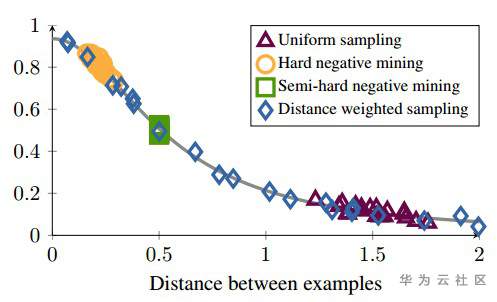 1
0.8
0.6
0.4
0.2
0
0
0.5
1
1.5
2
Uniform sampling
Hard negative mining
Semi-hard negative mining
Distance weighted sampling
Distance between examples
华为云社区